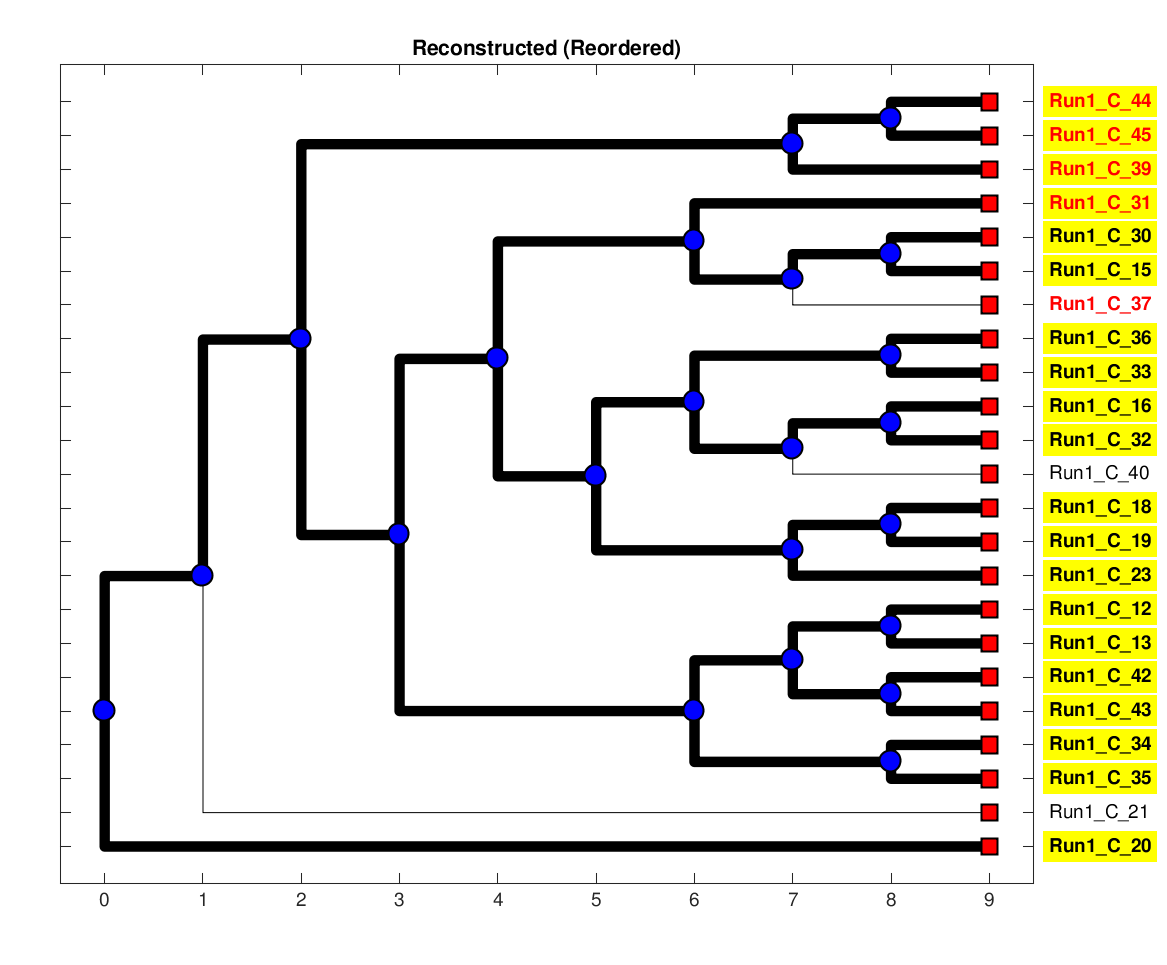 Reconstructed (Reordered)
Run1_C_44
Run1_C_45
Run1_C_39
Run1_C_31
Run1_C_30
Run1_C_15
Run1_C_37
Run1_C_36
Run1_C_33
Run1_C_16
Run1_C_32
Run1_C_40
Run1_C_18
Run1_C_19
Run1_C_23
Run1_C_12
Run1_C_13
Run1_C_42
Run1_C_43
Run1_C_34
Run1_C_35
Run1_C_21
Run1_C_20
0 1 2 3 4 5 6 7 8 9